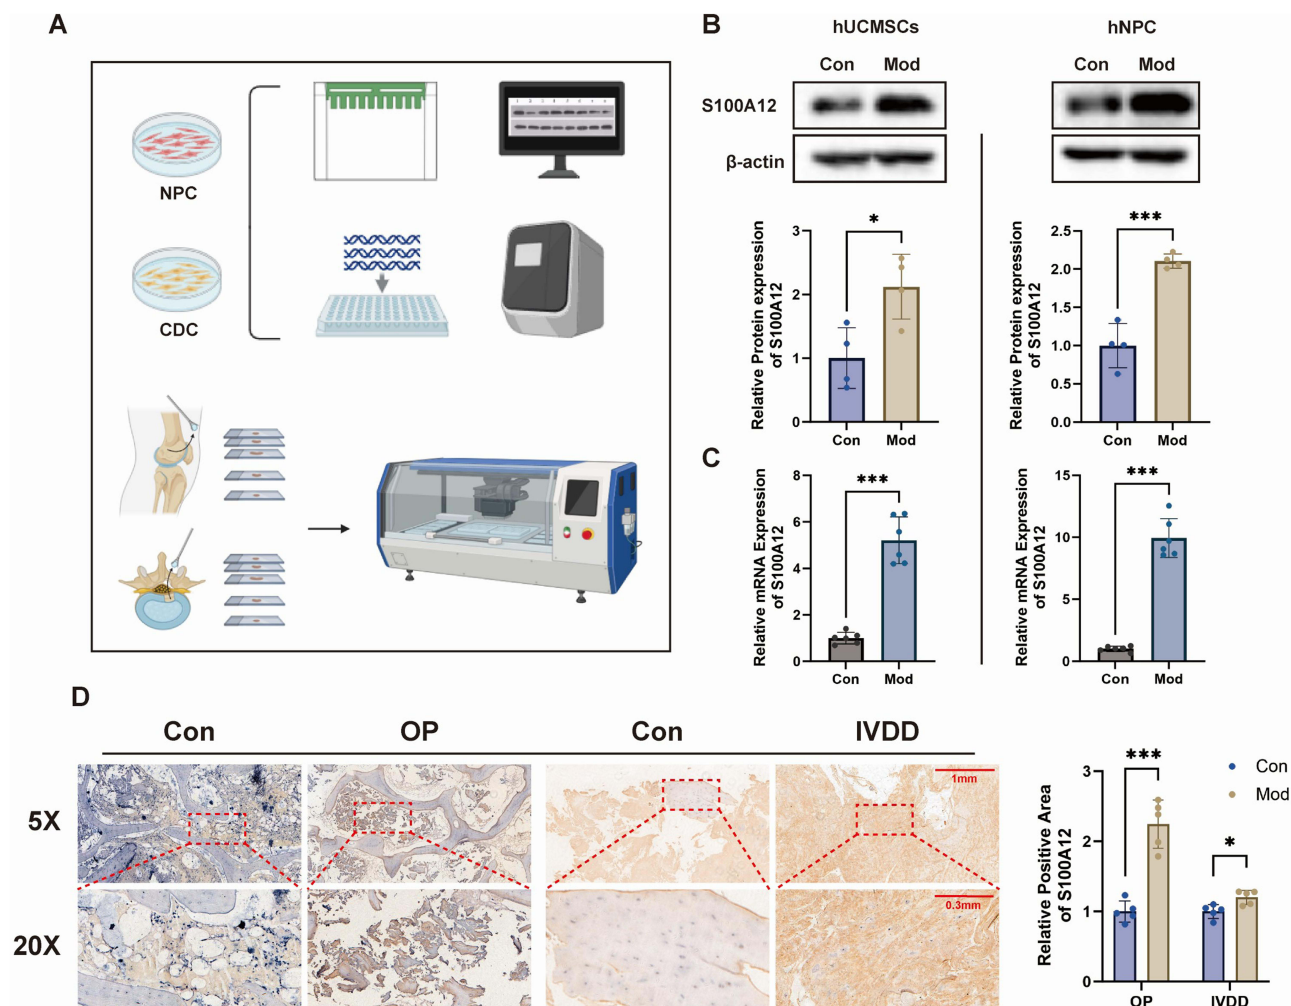 A
NPC
CDC
B
hUCMSCs
hNPC
Con Mod
Con Mod
S100A12
β-actin
Relative Protein expression
of S100A12
3
2
1
0
*
Con Mod
Relative Protein expression
of S100A12
2.5
2.0
1.5
1.0
0.5
0.0
***
Con Mod
C
Relative mRNA Expression
of S100A12
8
6
4
2
0
***
Con Mod
Relative mRNA Expression
of S100A12
15
10
5
0
***
Con Mod
D
Con OP Con IVDD
5X
1mm
20X
0.3mm
Relative Positive Area
of S100A12
3
2
1
0
***
*
Con
Mod
OP IVDD